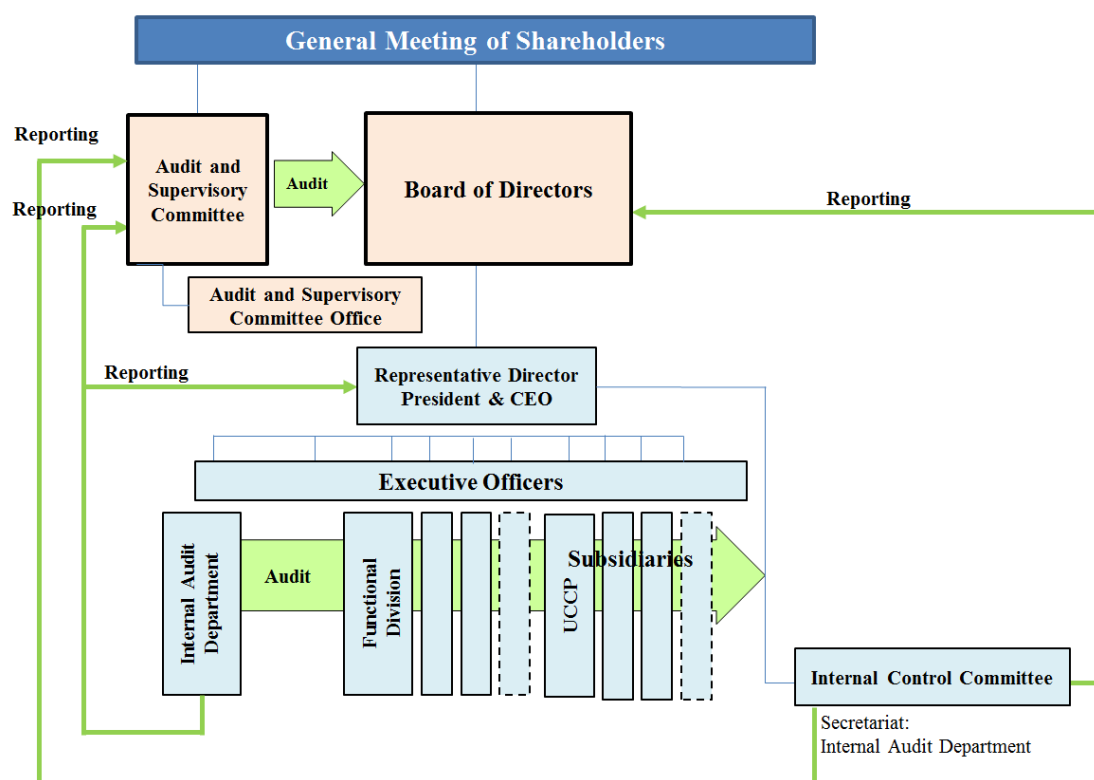 General Meeting of Shareholders
Reporting
Audit and
Supervisory
Committee
Audit
Board of Directors
Reporting
Reporting
Audit and Supervisory
Committee Office
Reporting
Representative Director
President & CEO
Executive Officers
Internal Audit
Department
Audit
Functional
Division
UCCP
Subsidiaries
Internal Control Committee
Secretariat:
Internal Audit Department